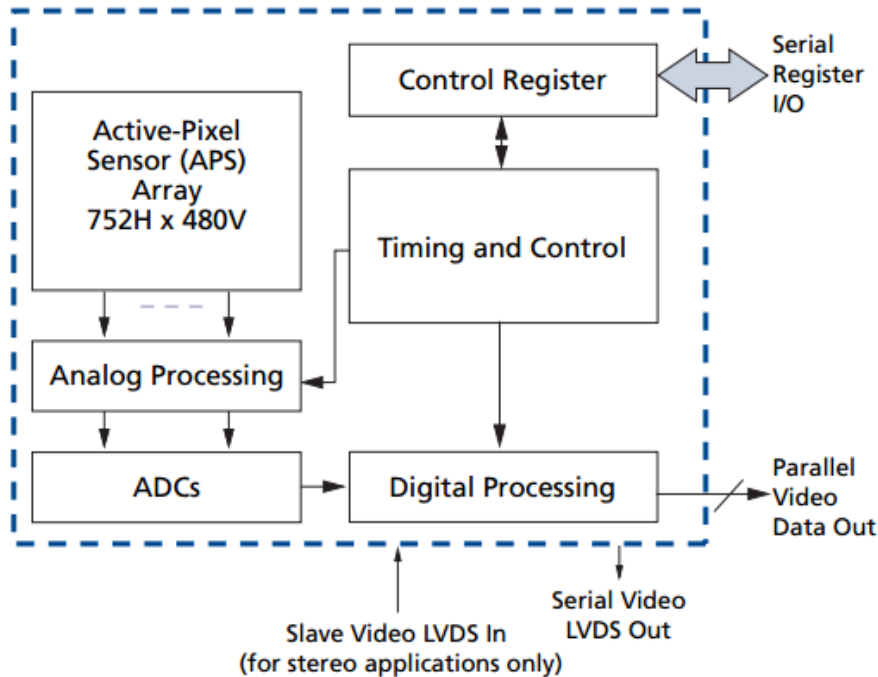 Control Register
Serial
Register
I/O
Active-Pixel
Sensor (APS)
Array
752H x 480V
Timing and Control
Analog Processing
ADCs
Digital Processing
Parallel
Video
Data Out
Slave Video LVDS In
(for stereo applications only)
Serial Video
LVDS Out